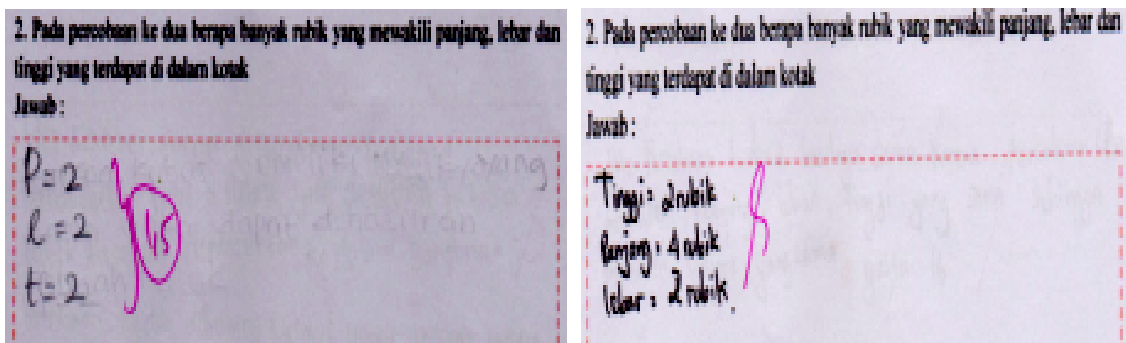 2. Pada percobaan ke dua berapa banyak rubik yang mewakili panjang, lebar dan
tinggi yang terdapat di dalam kotak
Jawab :
P = 2
l = 2
t = 2
15
2. Pada percobaan ke dua berapa banyak rubik yang mewakili panjang, lebar dan
tinggi yang terdapat di dalam kotak
Jawab :
Tinggi = 2 rubik
Panjang = 4 rubik
lebar = 2 rubik.